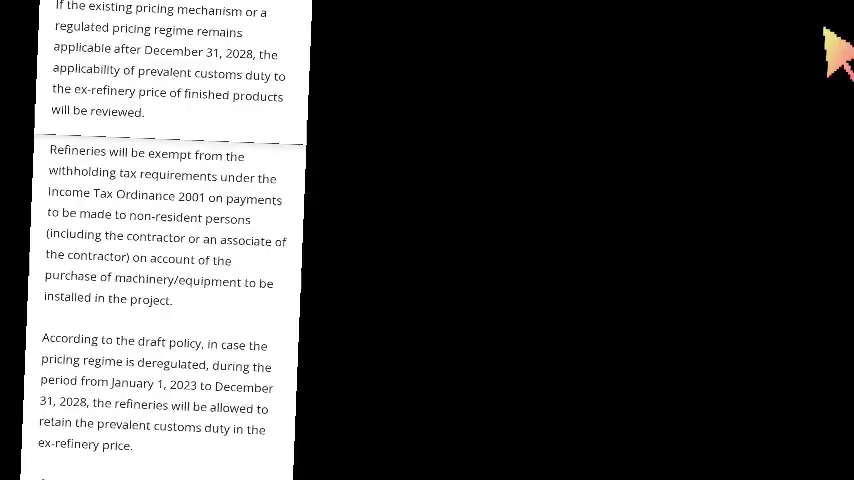 If the existing pricing mechanism or a
regulated pricing regime remains
applicable after December 31, 2028, the
applicability of prevalent customs duty to
the ex-refinery price of finished products
will be reviewed.
Refineries will be exempt from the
withholding tax requirements under the
Income Tax Ordinance 2001 on payments
to be made to non-resident persons
(including the contractor or an associate of
the contractor) on account of the
purchase of machinery/equipment to be
installed in the project.
According to the draft policy, in case the
pricing regime is deregulated, during the
period from January 1, 2023 to December
31, 2028, the refineries will be allowed to
retain the prevalent customs duty in the
ex-refinery price.